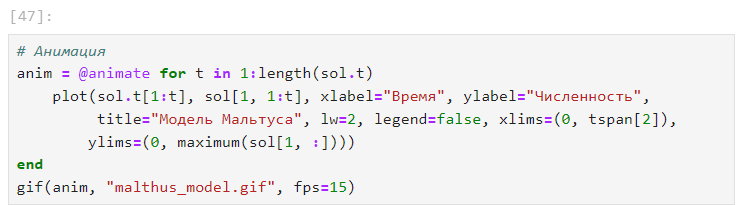 [47]:
# Анимация
anim = @animate for t in 1:length(sol.t)
    plot(sol.t[1:t], sol[1, 1:t], xlabel="Время", ylabel="Численность",
         title="Модель Мальтуса", lw=2, legend=false, xlims=(0, tspan[2]),
        ylims=(0, maximum(sol[1, :])))
end
gif(anim, "malthus_model.gif", fps=15)